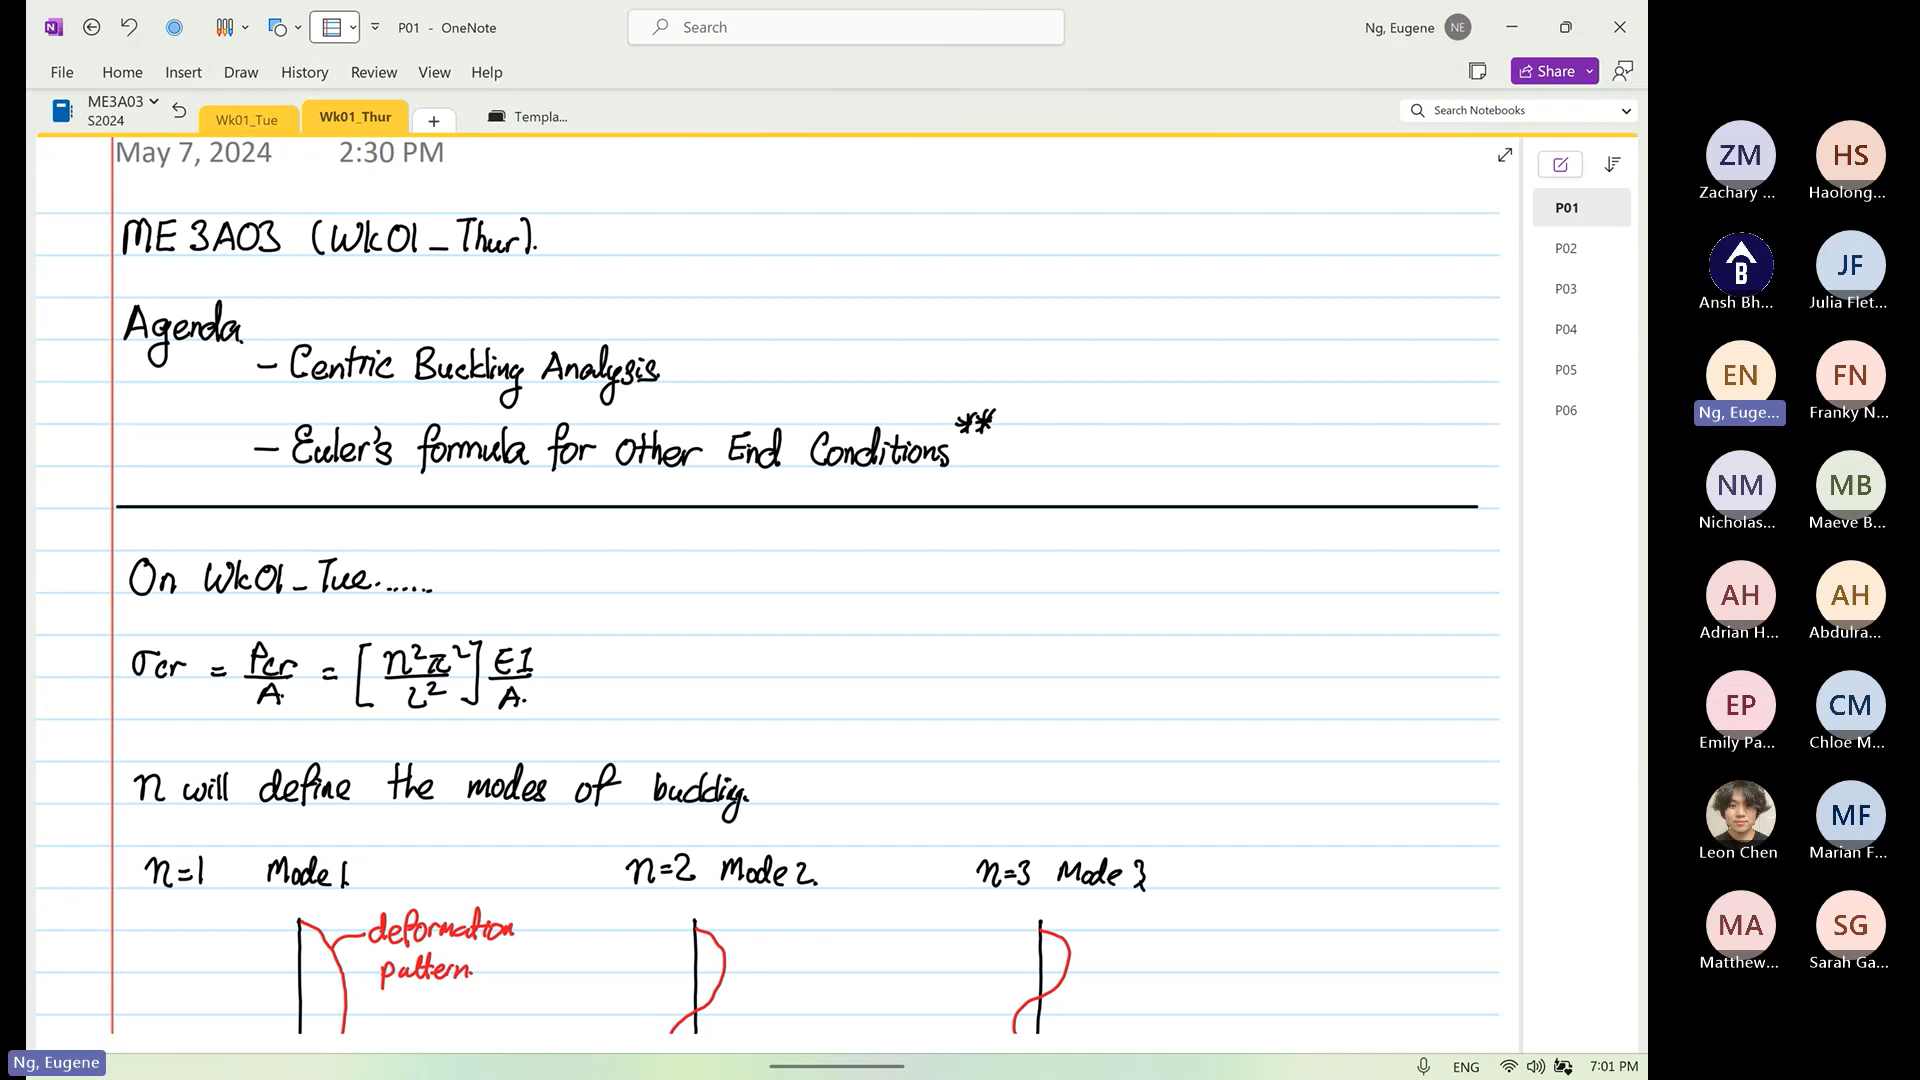 P01 - OneNote
Search
Ng, Eugene
NE
File Home Insert Draw History Review View Help
Share
ME3A03
S2024
Wk01_Tue
Wk01_Thur
+
Templa...
Search Notebooks
May 7, 2024 2:30 PM
ME 3A03 (Wk01_Thur).
Agenda
- Centric Buckling Analysis
- Euler's formula for Other End Conditions**
On Wk01_Tue......
σcr = Pcr/A = [n²π²/L²] EI/A.
n will define the modes of buckling.
n=1 Mode 1.
n=2 Mode 2.
n=3 Mode 3
deformation
pattern.
P01
P02
P03
P04
P05
P06
ZM HS
Zachary ... Haolong...
B JF
Ansh Bh... Julia Flet...
EN FN
Ng, Euge... Franky N...
NM MB
Nicholas... Maeve B...
AH AH
Adrian H... Abdulra...
EP CM
Emily Pa... Chloe M...
MF
Leon Chen Marian F...
MA SG
Matthew... Sarah Ga...
Ng, Eugene
ENG
7:01 PM